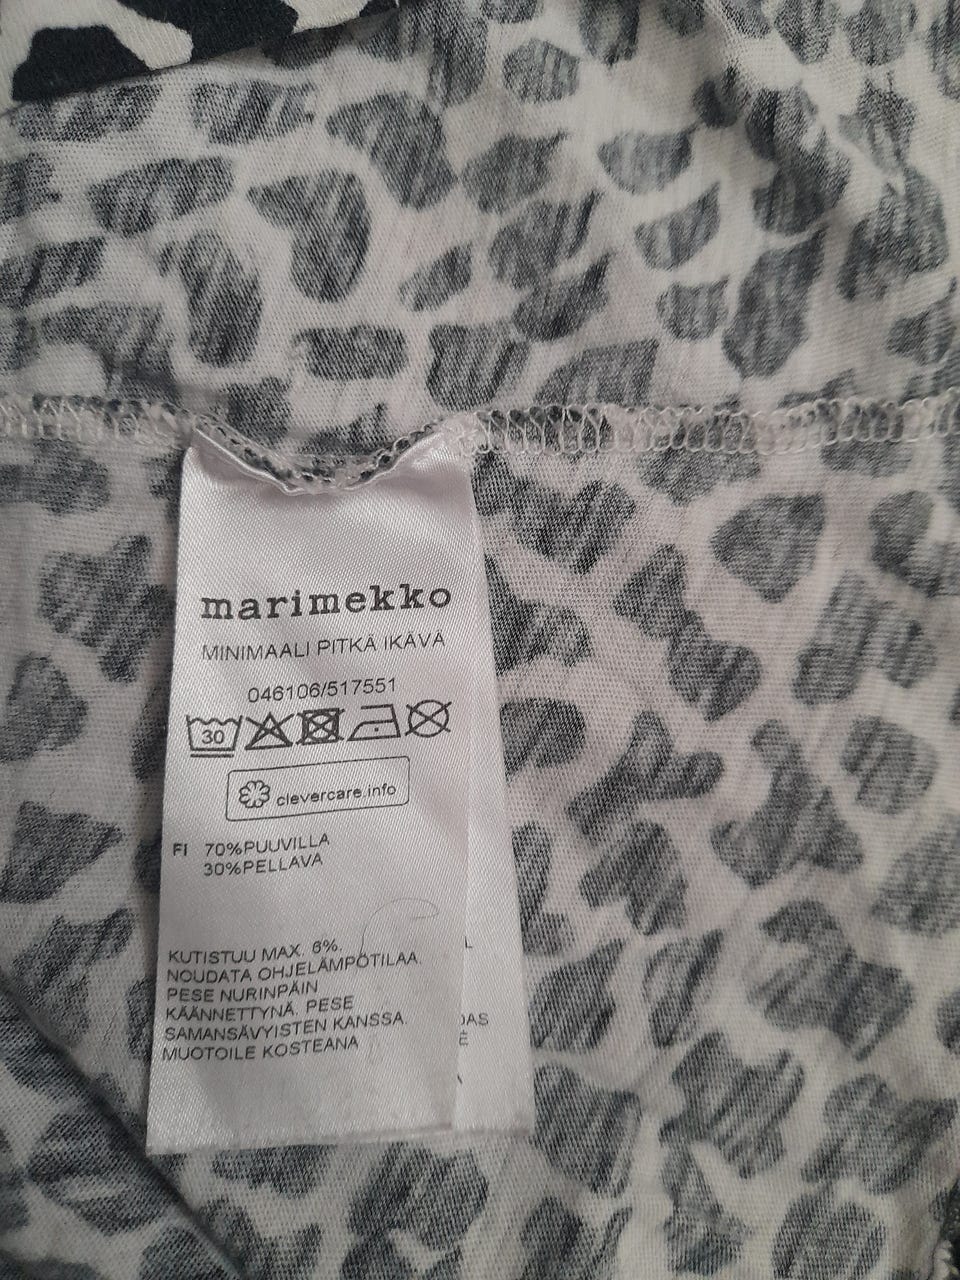 marimekko
MINIMAALI PITKÄ IKÄVÄ
046106/517551
30
clevercare.info
FI 70%PUUVILLA
30%PELLAVA
KUTISTUU MAX. 6%.
NOUDATA OHJELÄMPÖTILAA.
PESE NURINPÄIN
KÄÄNNETTYNÄ. PESE
SAMANSÄVYISTEN KANSSA.
MUOTOILE KOSTEANA